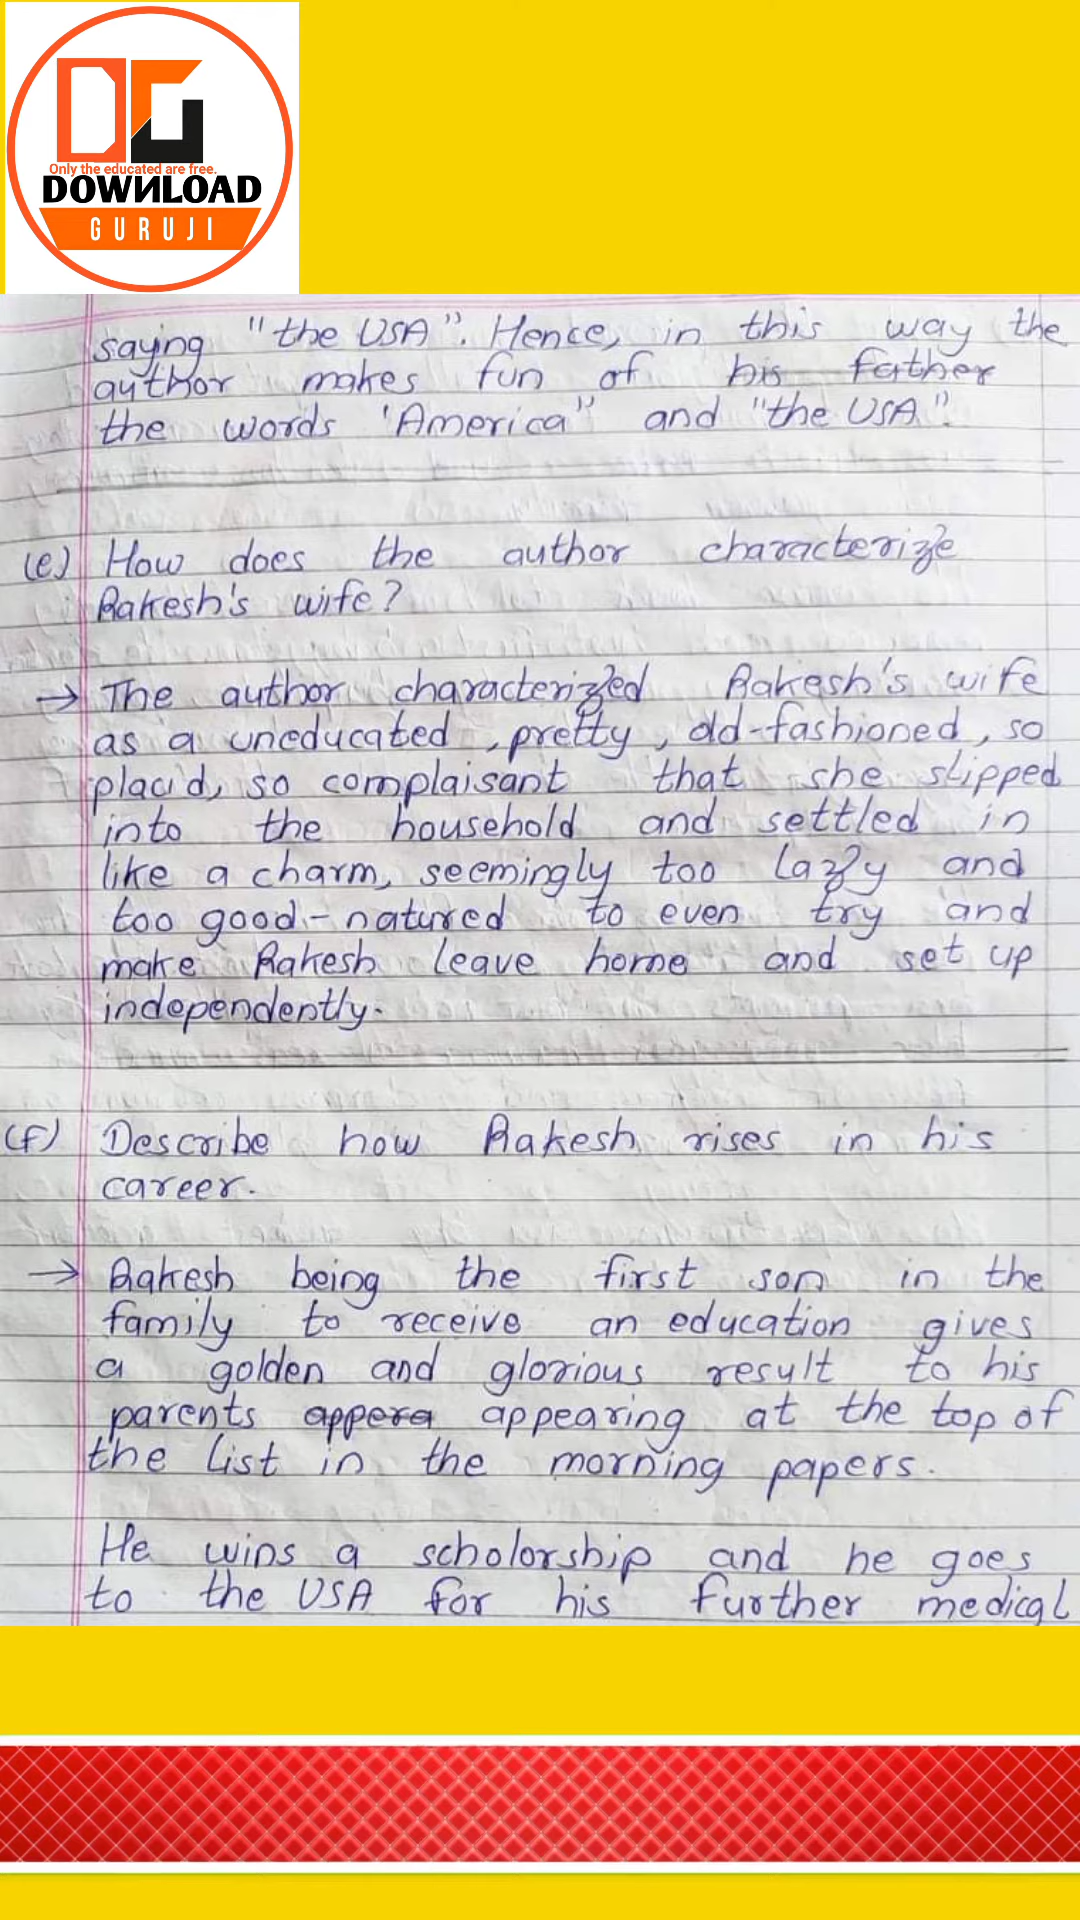 Only the educated are free.
DOWNLOAD
GURUJI
saying "the USA". Hence, in this way the
author makes fun of his father
the words 'America" and "the USA".
(e) How does the author characterize
Rakesh's wife?
→ The author characterized Rakesh's wife
as a uneducated, pretty, old-fashioned, so
placid, so complaisant that she slipped
into the household and settled in
like a charm, seemingly too lazy and
too good-natured to even try and
make Rakesh leave home and set up
independently.
(f) Describe how Rakesh rises in his
career.
→ Rakesh being the first son in the
family to receive an education gives
a golden and glorious result to his
parents appera appearing at the top of
the list in the morning papers.
He wins a scholorship and he goes
to the USA for his further medical